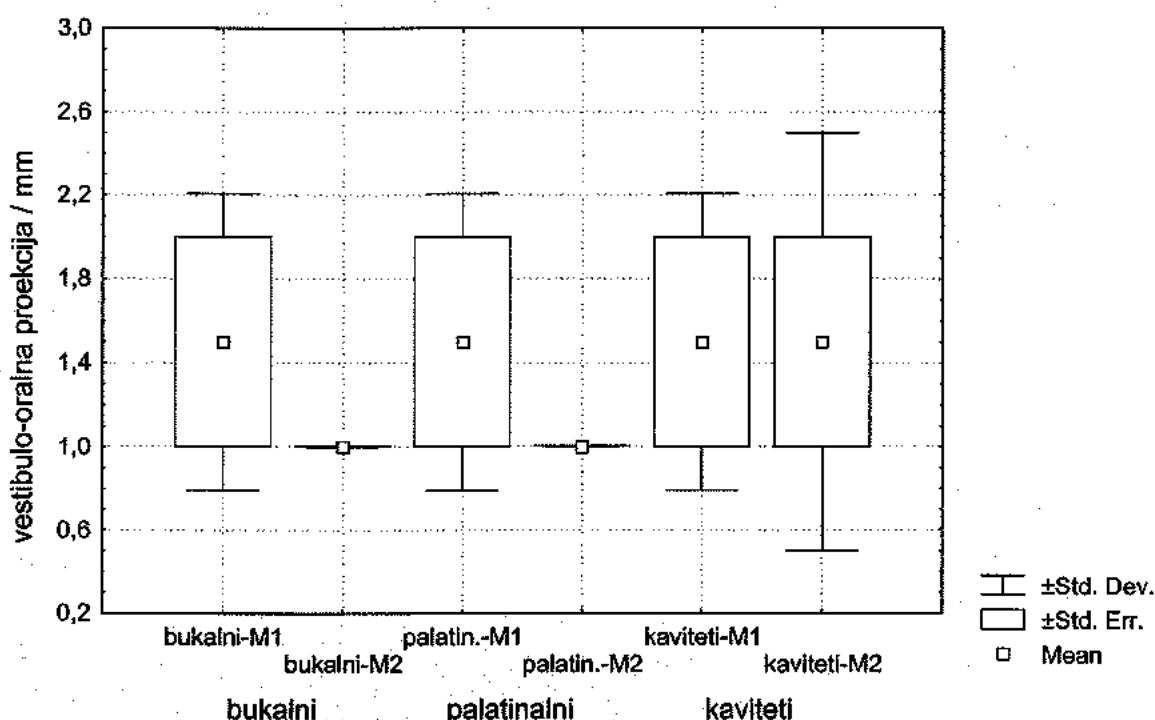 vestibulo-oralna proekcija / mm
3,0
2,6
2,2
1,8
1,4
1,0
0,6
0,2
bukalni-M1
bukalni-M2
palatin.-M1
palatin.-M2
kaviteti-M1
kaviteti-M2
bukalni
palatinalni
kaviteti
±Std. Dev.
±Std. Err.
Mean